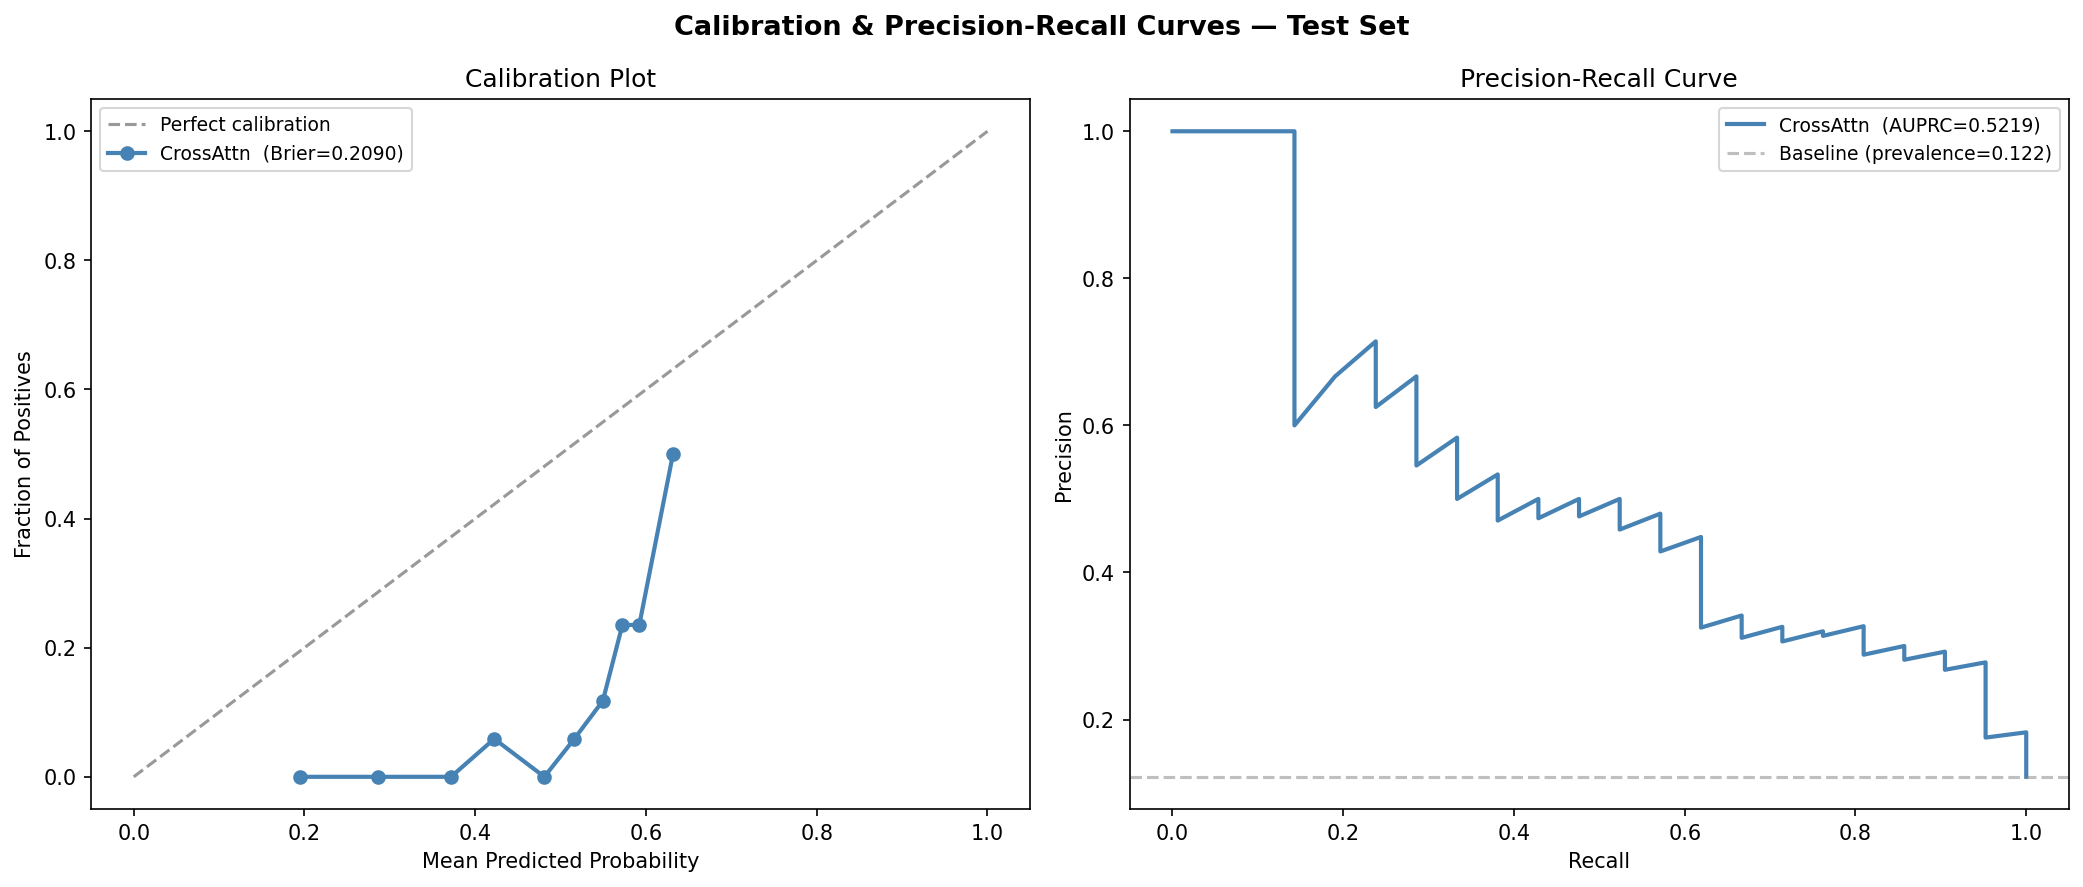 Calibration & Precision-Recall Curves — Test Set
Calibration Plot
Perfect calibration
CrossAttn (Brier=0.2090)
Fraction of Positives
1.0
0.8
0.6
0.4
0.2
0.0
0.0 0.2 0.4 0.6 0.8 1.0
Mean Predicted Probability
Precision-Recall Curve
CrossAttn (AUPRC=0.5219)
Baseline (prevalence=0.122)
Precision
1.0
0.8
0.6
0.4
0.2
0.0 0.2 0.4 0.6 0.8 1.0
Recall